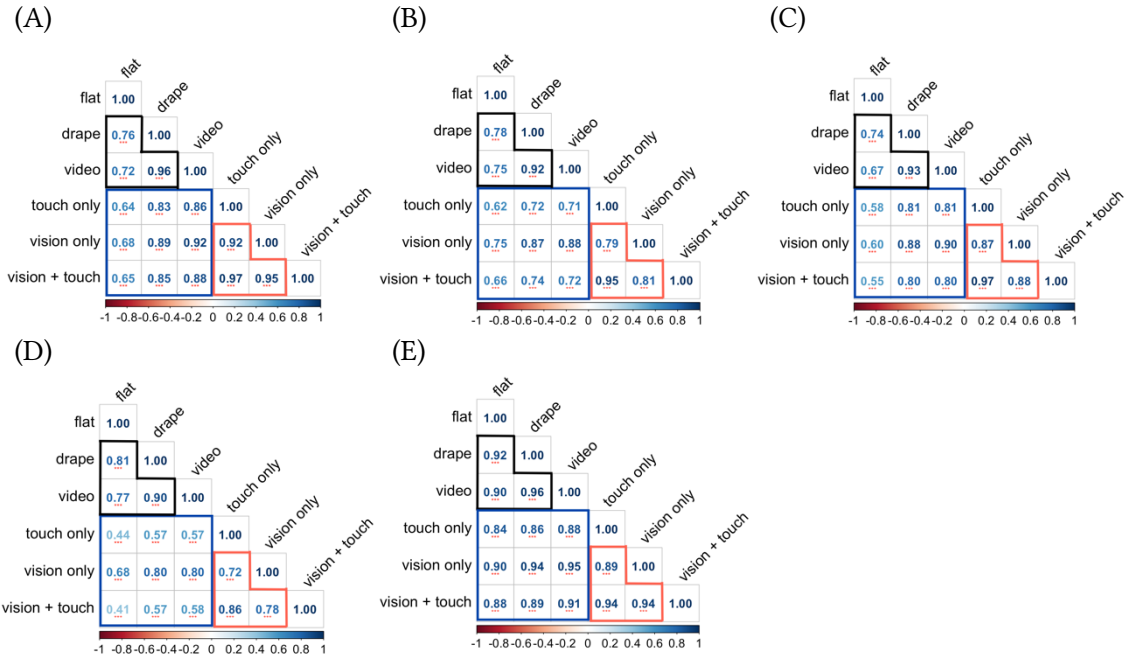 (A)
flat
flat 1.00 drape
drape 0.76 *** 1.00 video
video 0.72 *** 0.96 *** 1.00 touch only
touch only 0.64 *** 0.83 *** 0.86 *** 1.00 vision only
vision only 0.68 *** 0.89 *** 0.92 *** 0.92 *** 1.00 vision + touch
vision + touch 0.65 *** 0.85 *** 0.88 *** 0.97 *** 0.95 *** 1.00
-1 -0.8 -0.6 -0.4 -0.2 0 0.2 0.4 0.6 0.8 1
(B)
flat
flat 1.00 drape
drape 0.78 *** 1.00 video
video 0.75 *** 0.92 *** 1.00 touch only
touch only 0.62 *** 0.72 *** 0.71 *** 1.00 vision only
vision only 0.75 *** 0.87 *** 0.88 *** 0.79 *** 1.00 vision + touch
vision + touch 0.66 *** 0.74 *** 0.72 *** 0.95 *** 0.81 *** 1.00
-1 -0.8 -0.6 -0.4 -0.2 0 0.2 0.4 0.6 0.8 1
(C)
flat
flat 1.00 drape
drape 0.74 *** 1.00 video
video 0.67 *** 0.93 *** 1.00 touch only
touch only 0.58 *** 0.81 *** 0.81 *** 1.00 vision only
vision only 0.60 *** 0.88 *** 0.90 *** 0.87 *** 1.00 vision + touch
vision + touch 0.55 *** 0.80 *** 0.80 *** 0.97 *** 0.88 *** 1.00
-1 -0.8 -0.6 -0.4 -0.2 0 0.2 0.4 0.6 0.8 1
(D)
flat
flat 1.00 drape
drape 0.81 *** 1.00 video
video 0.77 *** 0.90 *** 1.00 touch only
touch only 0.44 *** 0.57 *** 0.57 *** 1.00 vision only
vision only 0.68 *** 0.80 *** 0.80 *** 0.72 *** 1.00 vision + touch
vision + touch 0.41 *** 0.57 *** 0.58 *** 0.86 *** 0.78 *** 1.00
-1 -0.8 -0.6 -0.4 -0.2 0 0.2 0.4 0.6 0.8 1
(E)
flat
flat 1.00 drape
drape 0.92 *** 1.00 video
video 0.90 *** 0.96 *** 1.00 touch only
touch only 0.84 *** 0.86 *** 0.88 *** 1.00 vision only
vision only 0.90 *** 0.94 *** 0.95 *** 0.89 *** 1.00 vision + touch
vision + touch 0.88 *** 0.89 *** 0.91 *** 0.94 *** 0.94 *** 1.00
-1 -0.8 -0.6 -0.4 -0.2 0 0.2 0.4 0.6 0.8 1